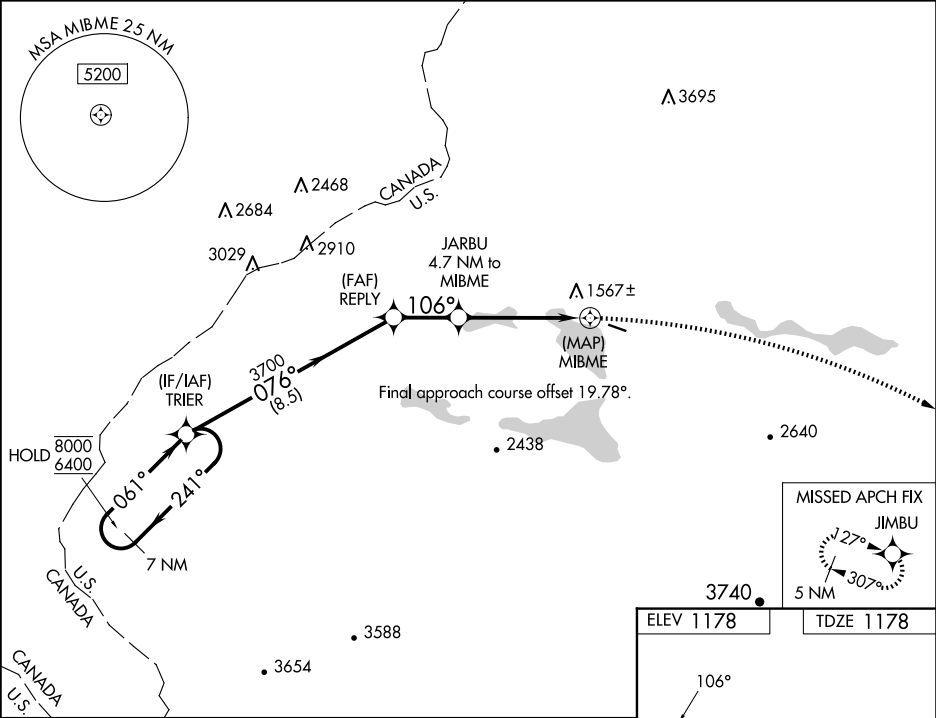 MSA MIBME 25 NM
5200
3695
CANADA
U.S.
2468
2684
2910
3029
JARBU
4.7 NM to
MIBME
(FAF)
REPLY
106°
1567±
(MAP)
MIBME
3700
076°
(8.5)
(IF/IAF)
TRIER
Final approach course offset 19.78°.
HOLD
8000
6400
2438
2640
061°
241°
7 NM
MISSED APCH FIX
JIMBU
127°
307°
5 NM
U.S.
CANADA
3740
ELEV 1178
TDZE 1178
3588
3654
CANADA
U.S.
106°